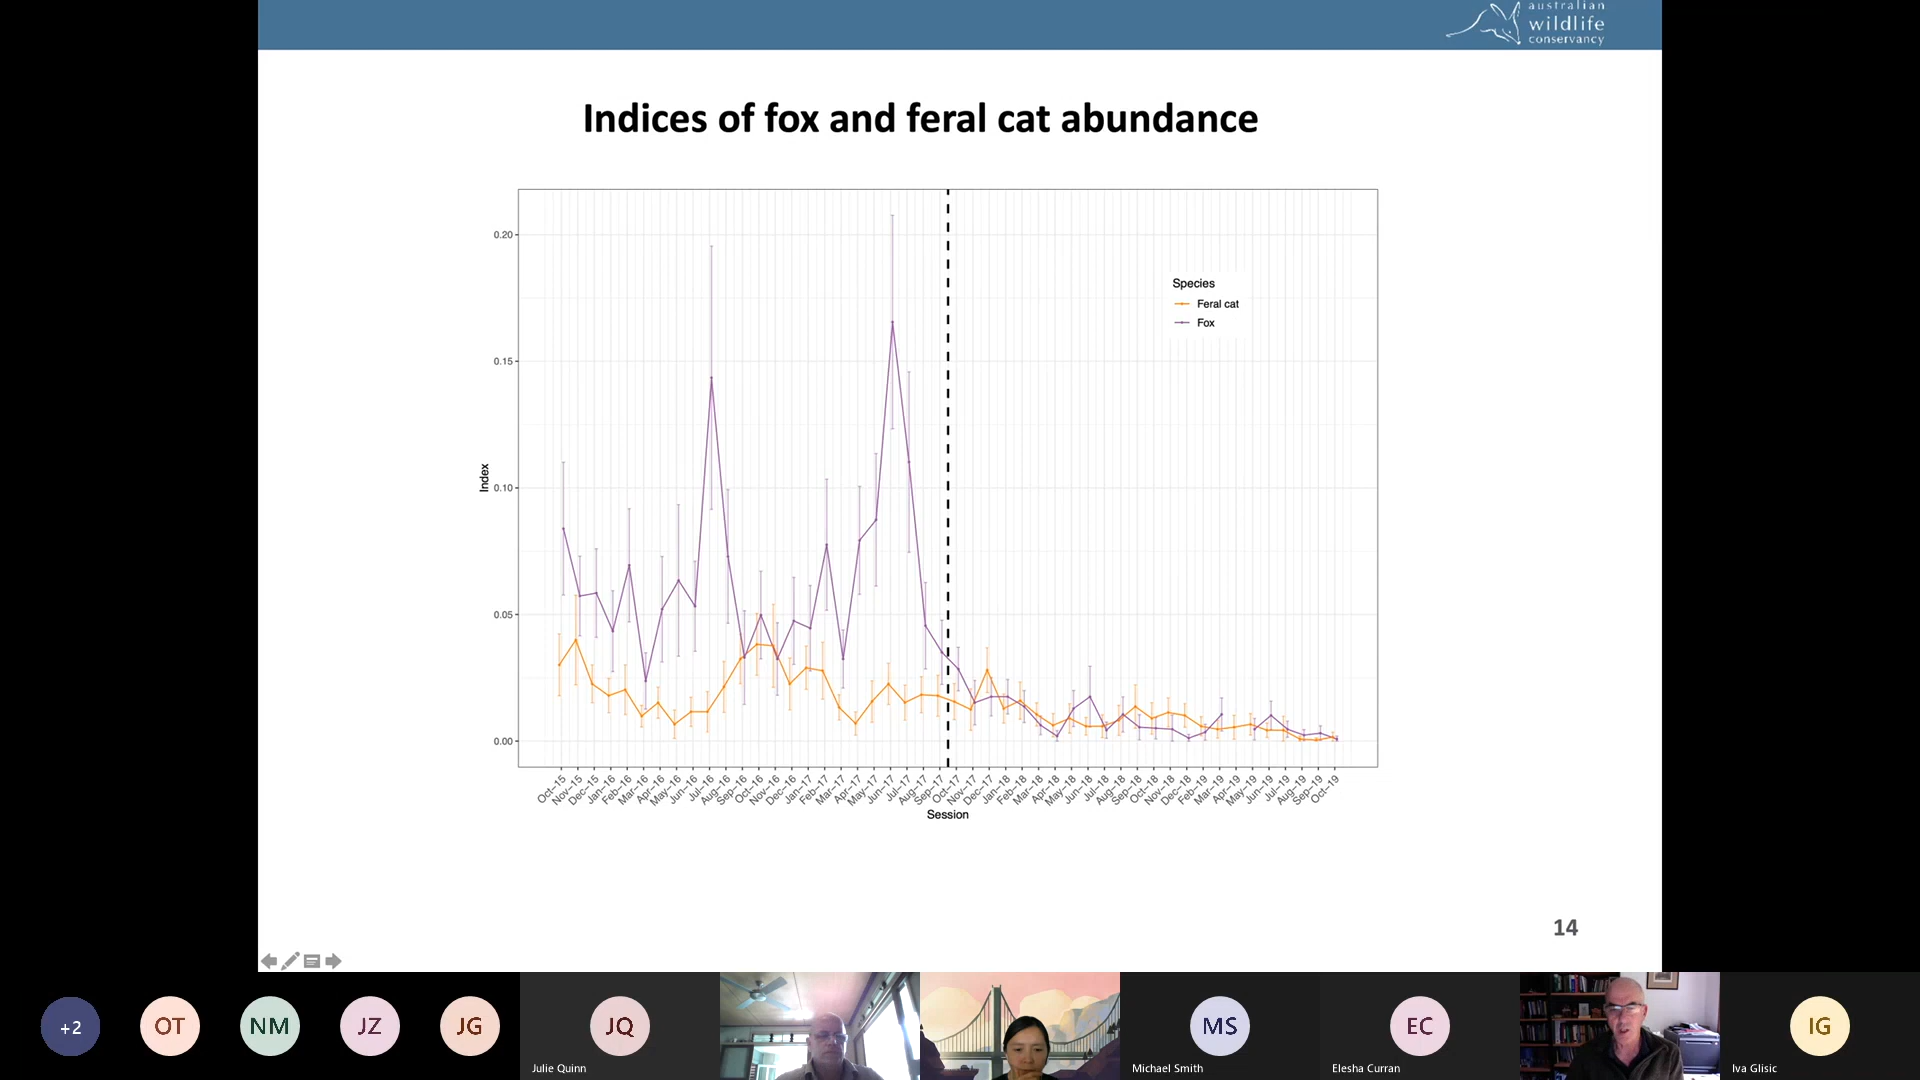 australian
wildlife
conservancy
Indices of fox and feral cat abundance
0.20
0.15
0.10
0.05
0.00
Index
Species
Feral cat
Fox
Oct–15
Nov–15
Dec–15
Jan–16
Feb–16
Mar–16
Apr–16
May–16
Jun–16
Jul–16
Aug–16
Sep–16
Oct–16
Nov–16
Dec–16
Jan–17
Feb–17
Mar–17
Apr–17
May–17
Jun–17
Jul–17
Aug–17
Sep–17
Oct–17
Nov–17
Dec–17
Jan–18
Feb–18
Mar–18
Apr–18
May–18
Jun–18
Jul–18
Aug–18
Sep–18
Oct–18
Nov–18
Dec–18
Feb–19
Mar–19
Apr–19
May–19
Jun–19
Jul–19
Aug–19
Sep–19
Oct–19
Session
14
+2
OT
NM
JZ
JG
JQ
MS
EC
IG
Julie Quinn
Michael Smith
Elesha Curran
Iva Glisic